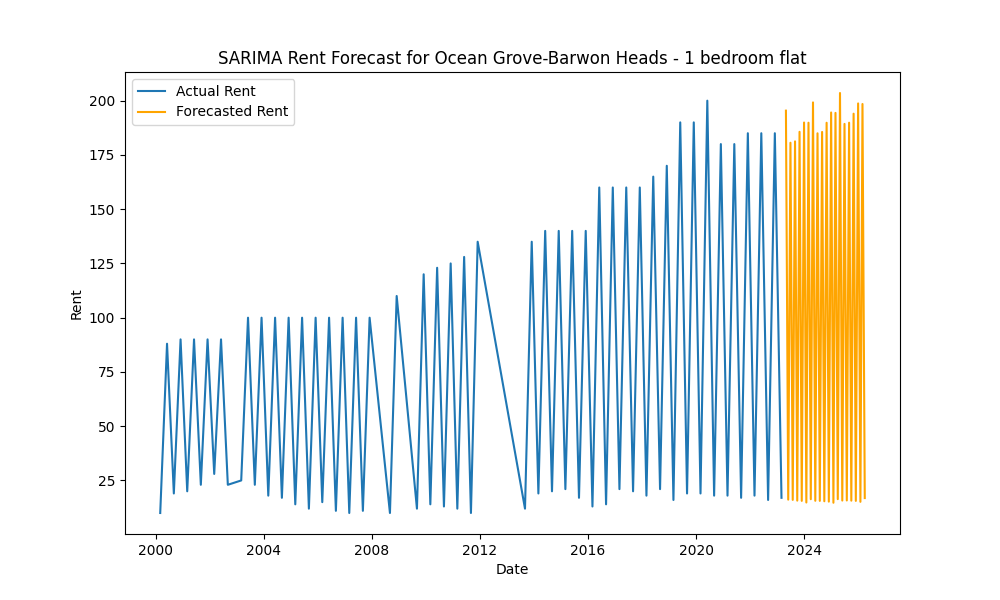 SARIMA Rent Forecast for Ocean Grove-Barwon Heads - 1 bedroom flat
Actual Rent
Forecasted Rent
200
175
150
125
100
75
50
25
Rent
2000 2004 2008 2012 2016 2020 2024
Date